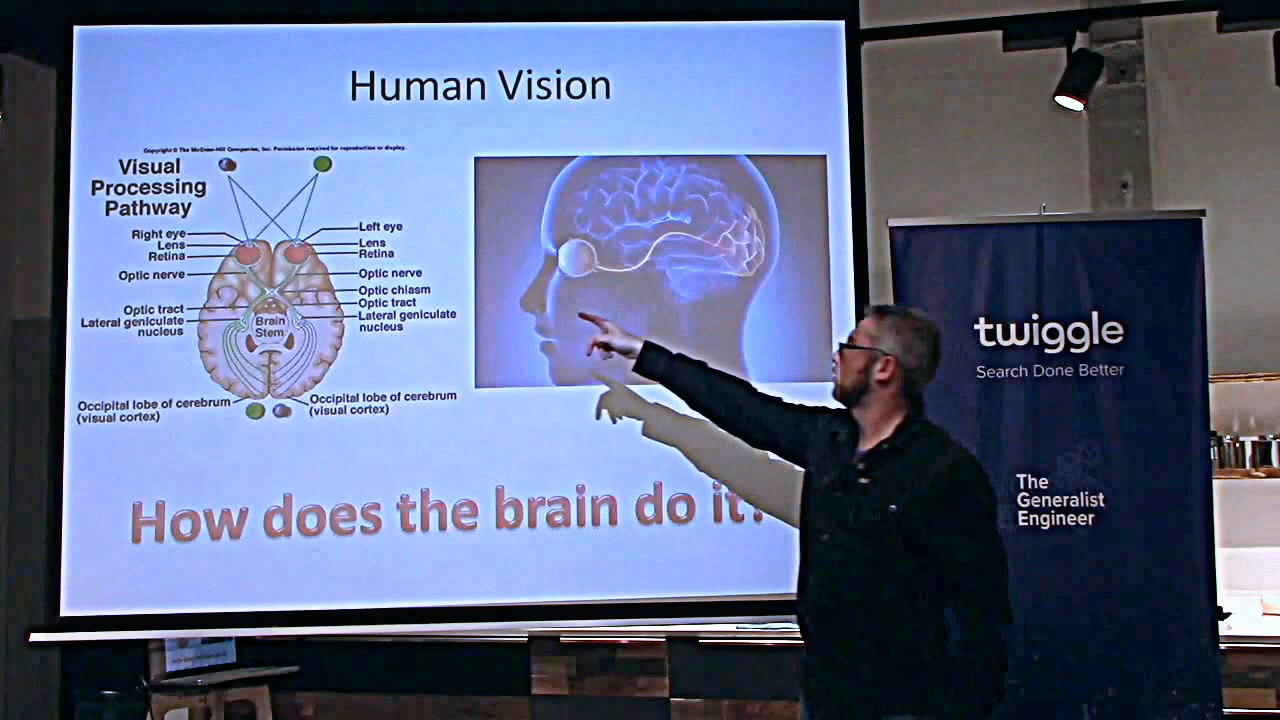 Human Vision
Copyright © The McGraw-Hill Companies, Inc. Permission required for reproduction or display.
Visual
Processing
Pathway
Right eye
Lens
Retina
Optic nerve
Optic tract
Lateral geniculate
nucleus
Left eye
Lens
Retina
Optic nerve
Optic chiasm
Optic tract
Lateral geniculate
nucleus
Brain
Stem
Occipital lobe of cerebrum
(visual cortex)
Occipital lobe of cerebrum
(visual cortex)
How does the brain do it?
twiggle
Search Done Better
The
Generalist
Engineer